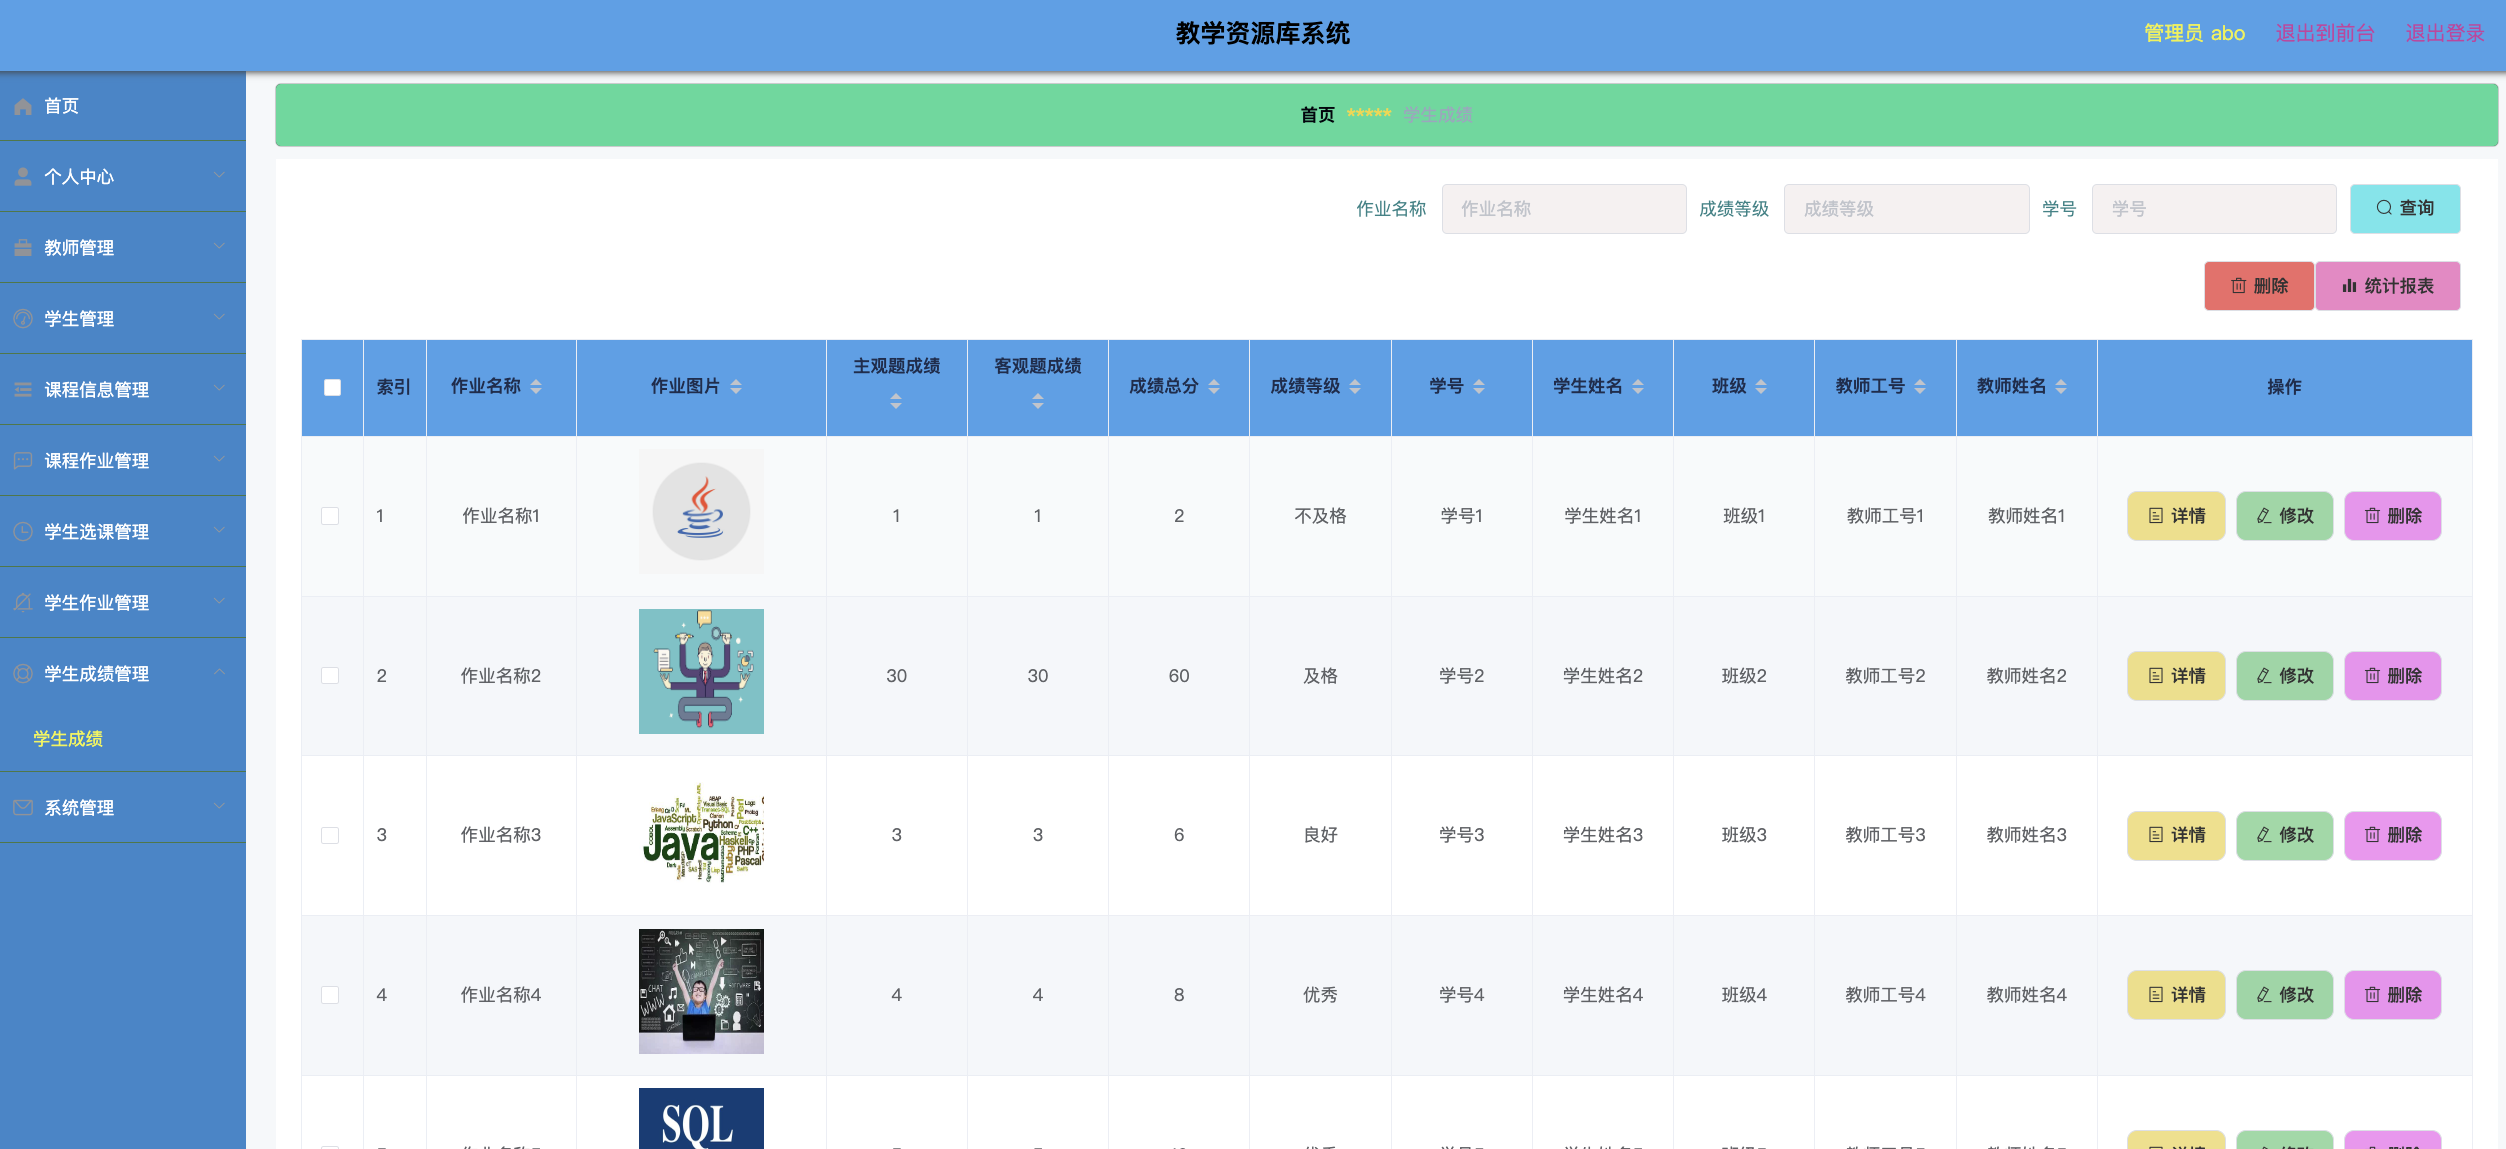 教学资源库系统
管理员 abo 退出到前台 退出登录
首页
个人中心
教师管理
学生管理
课程信息管理
课程作业管理
学生选课管理
学生作业管理
学生成绩管理
学生成绩
系统管理
首页 ***** 学生成绩
作业名称 作业名称 成绩等级 成绩等级 学号 学号 查询
删除 统计报表
索引 作业名称 作业图片 主观题成绩 客观题成绩 成绩总分 成绩等级 学号 学生姓名 班级 教师工号 教师姓名 操作
1 作业名称1 1 1 2 不及格 学号1 学生姓名1 班级1 教师工号1 教师姓名1 详情 修改 删除
2 作业名称2 30 30 60 及格 学号2 学生姓名2 班级2 教师工号2 教师姓名2 详情 修改 删除
3 作业名称3 3 3 6 良好 学号3 学生姓名3 班级3 教师工号3 教师姓名3 详情 修改 删除
JavaScript
Python
C++
Java
Haskell
PHP
Ruby
Pascal
Perl
4 作业名称4 4 4 8 优秀 学号4 学生姓名4 班级4 教师工号4 教师姓名4 详情 修改 删除
CHAT
WWW
SQL